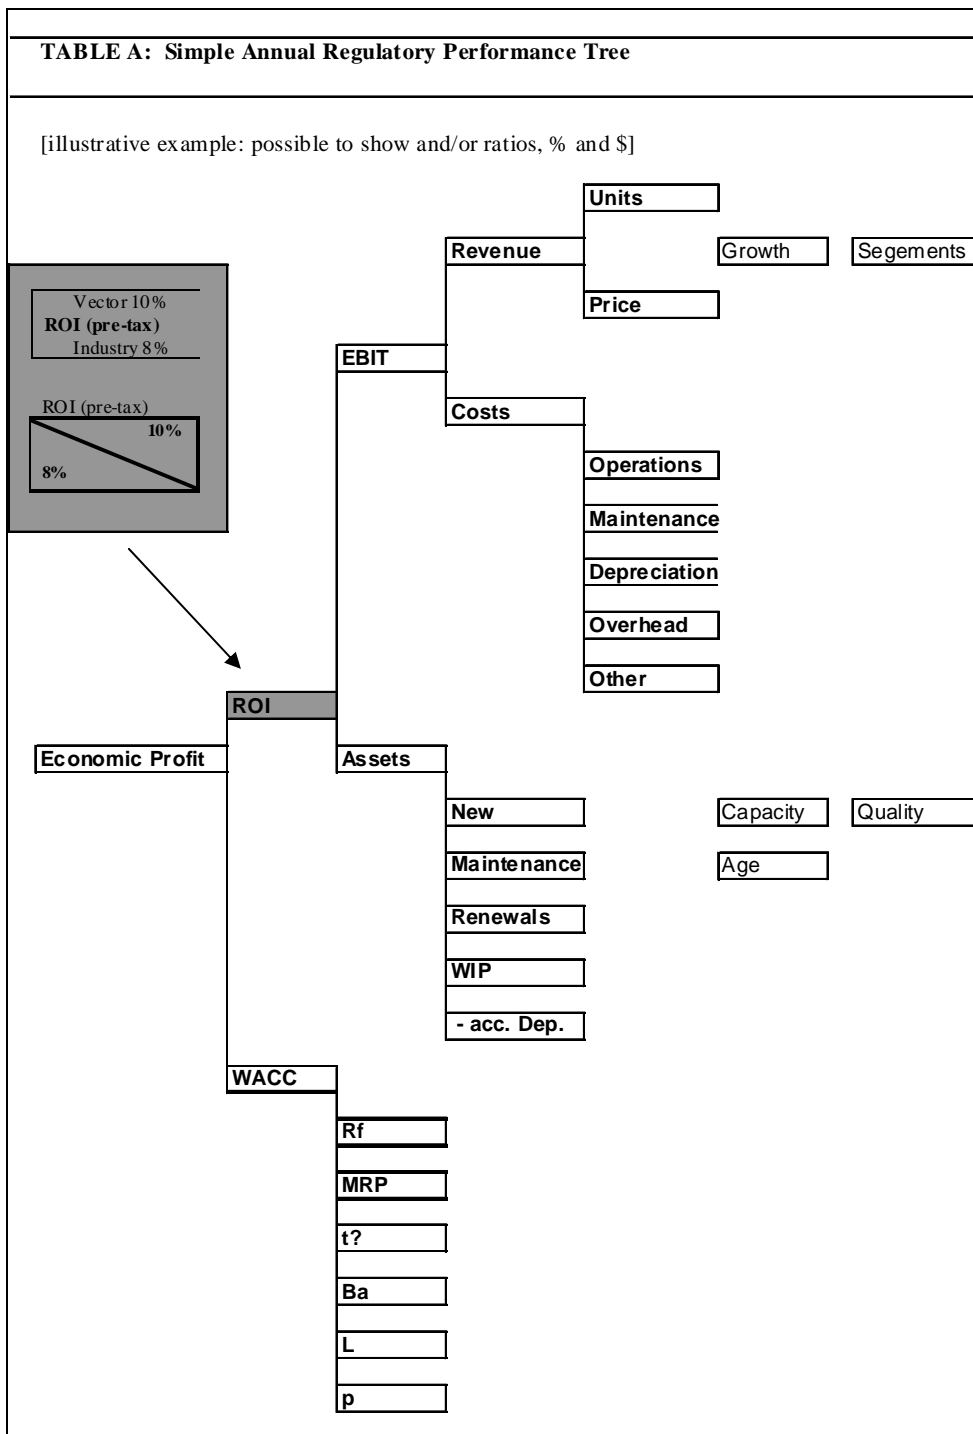 TABLE A: Simple Annual Regulatory Performance Tree
[illustrative example: possible to show and/or ratios, % and $]
Units
Revenue Growth Segements
Vector 10%
ROI (pre-tax)
Industry 8%
Price
EBIT
ROI (pre-tax)
10%
8%
Costs
Operations
Maintenance
Depreciation
Overhead
Other
ROI
Economic Profit Assets
New Capacity Quality
Maintenance Age
Renewals
WIP
- acc. Dep.
WACC
Rf
MRP
t?
Ba
L
p